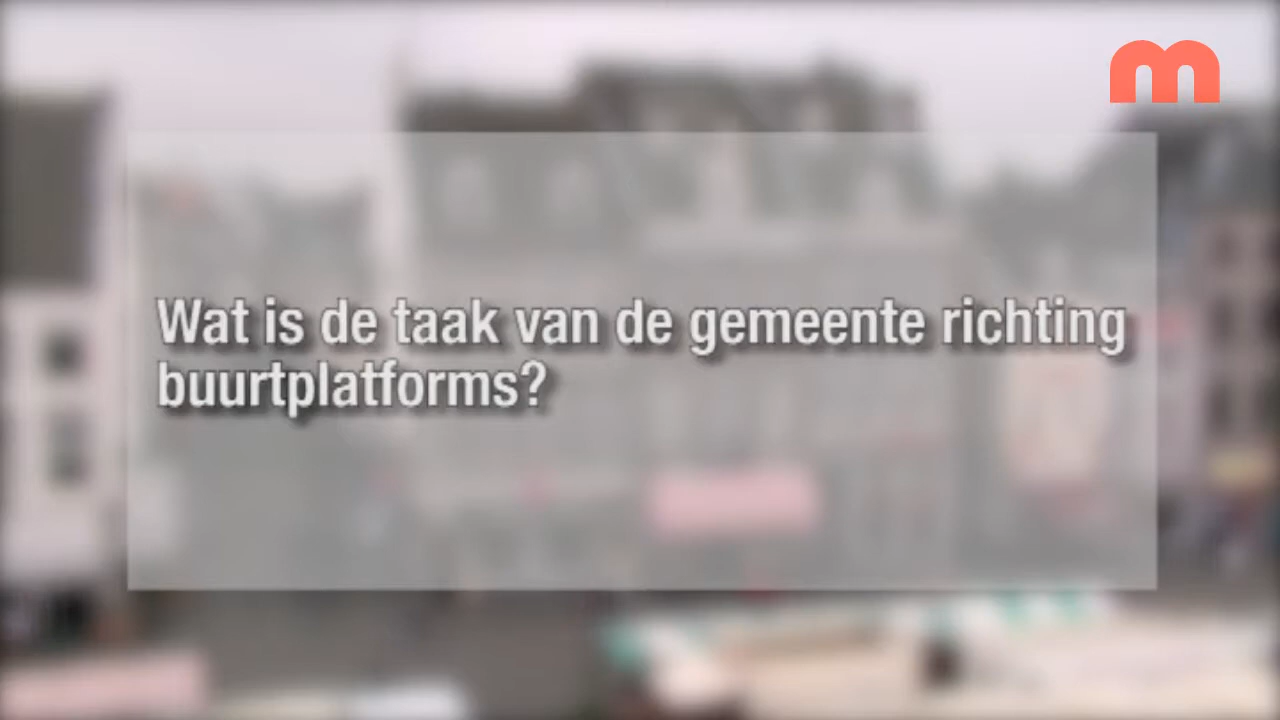 m
Wat is de taak van de gemeente richting
buurtplatforms?